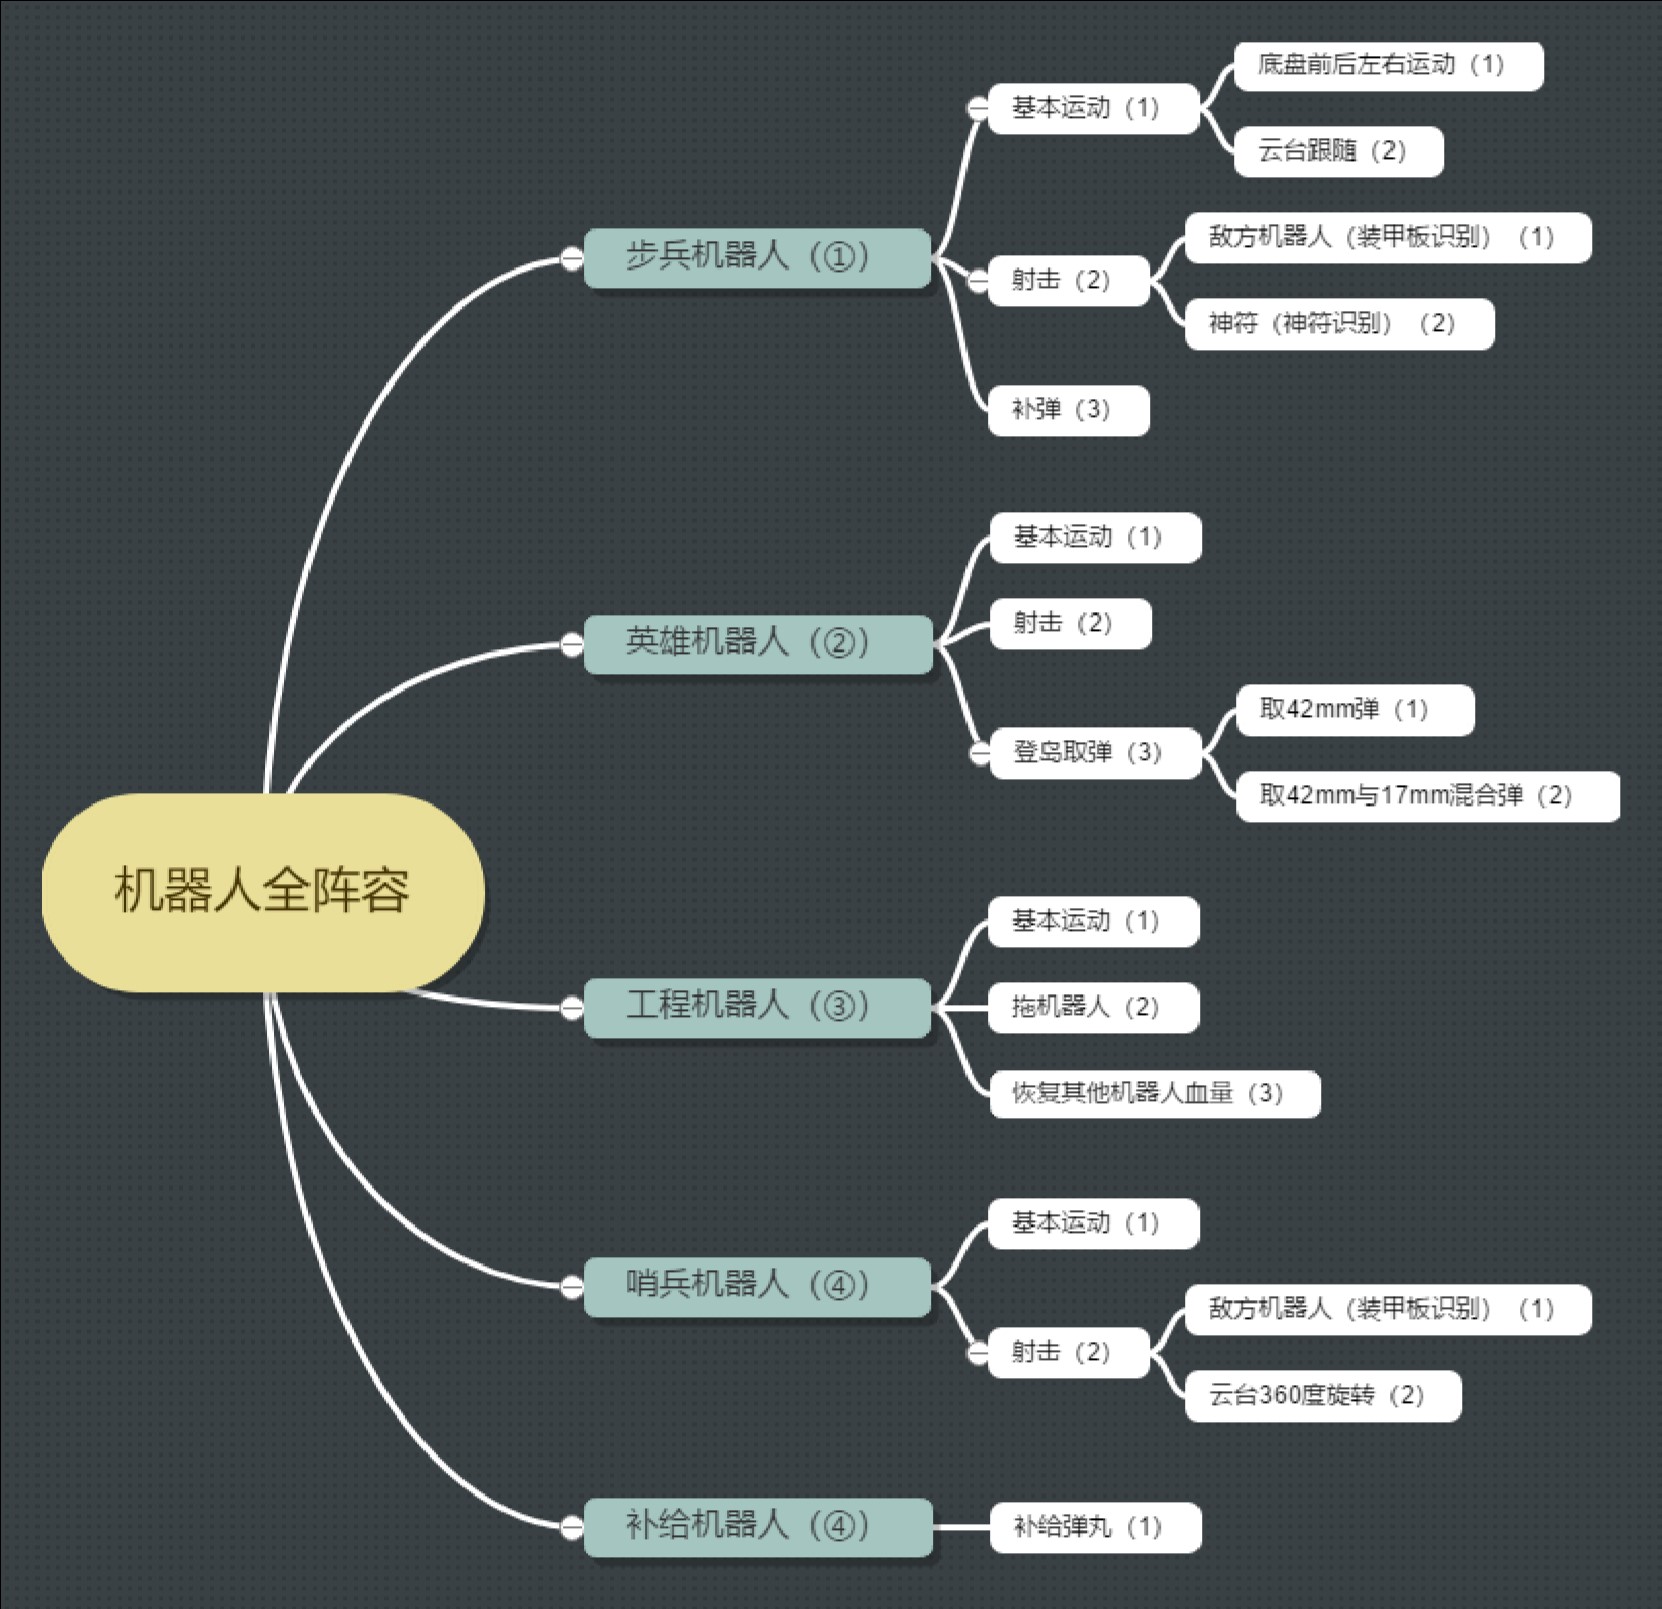 机器人全阵容
步兵机器人（①）
基本运动（1）
底盘前后左右运动（1）
云台跟随（2）
射击（2）
敌方机器人（装甲板识别）（1）
神符（神符识别）（2）
补弹（3）
英雄机器人（②）
基本运动（1）
射击（2）
登岛取弹（3）
取42mm弹（1）
取42mm与17mm混合弹（2）
工程机器人（③）
基本运动（1）
拖机器人（2）
恢复其他机器人血量（3）
哨兵机器人（④）
基本运动（1）
射击（2）
敌方机器人（装甲板识别）（1）
云台360度旋转（2）
补给机器人（④）
补给弹丸（1）